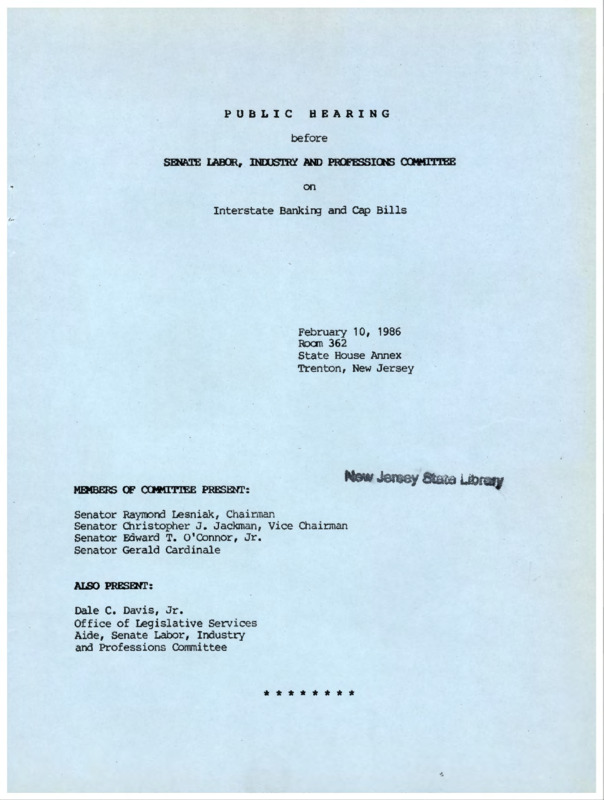 PUBLIC HEARING
before
SENATE LABOR, INDUSTRY AND PROFESSIONS COMMITTEE
on
Interstate Banking and Cap Bills
February 10, 1986
Room 362
State House Annex
Trenton, New Jersey
New Jersey State Library
MEMBERS OF COMMITTEE PRESENT:
Senator Raymond Lesniak, Chairman
Senator Christopher J. Jackman, Vice Chairman
Senator Edward T. O'Connor, Jr.
Senator Gerald Cardinale
ALSO PRESENT:
Dale C. Davis, Jr.
Office of Legislative Services
Aide, Senate Labor, Industry
and Professions Committee
* * * * * * * *